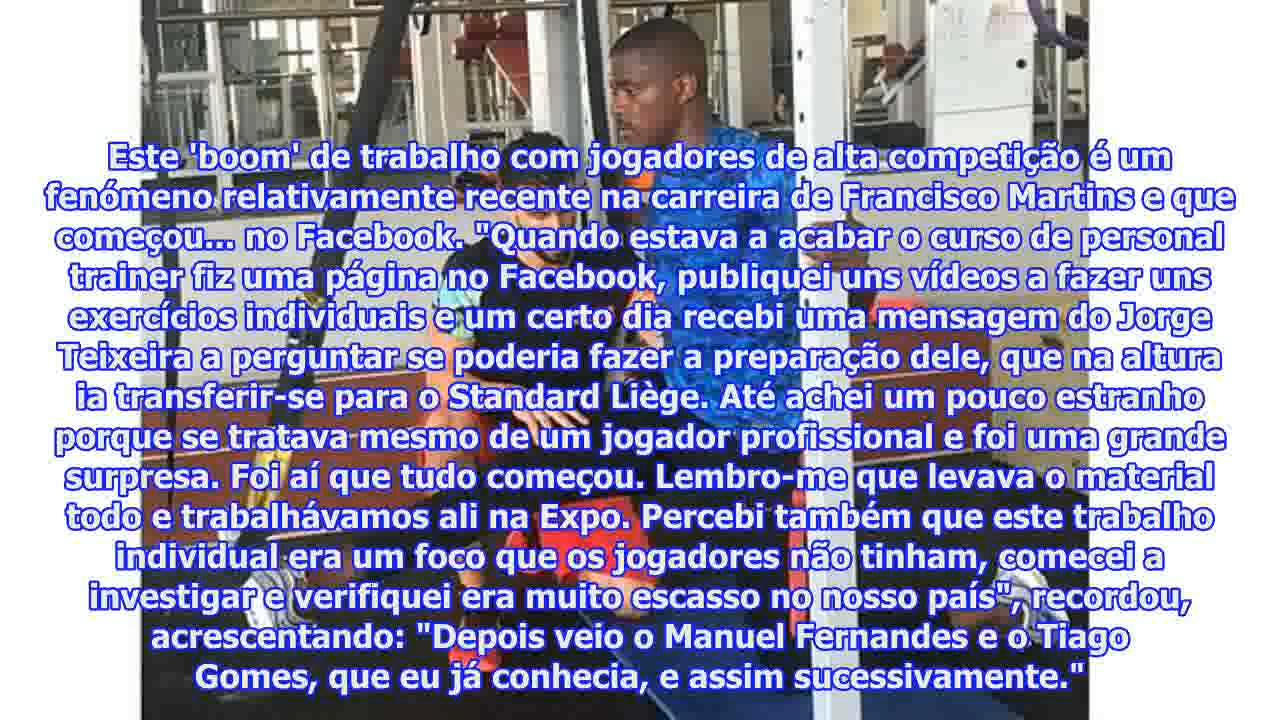 Este 'boom' de trabalho com jogadores de alta competição é um
fenómeno relativamente recente na carreira de Francisco Martins e que
começou... no Facebook. "Quando estava a acabar o curso de personal
trainer fiz uma página no Facebook, publiquei uns vídeos a fazer uns
exercícios individuais e um certo dia recebi uma mensagem do Jorge
Teixeira a perguntar se poderia fazer a preparação dele, que na altura
ia transferir-se para o Standard Liège. Até achei um pouco estranho
porque se tratava mesmo de um jogador profissional e foi uma grande
surpresa. Foi aí que tudo começou. Lembro-me que levava o material
todo e trabalhávamos ali na Expo. Percebi também que este trabalho
individual era um foco que os jogadores não tinham, comecei a
investigar e verifiquei era muito escasso no nosso país", recordou,
acrescentando: "Depois veio o Manuel Fernandes e o Tiago
Gomes, que eu já conhecia, e assim sucessivamente."